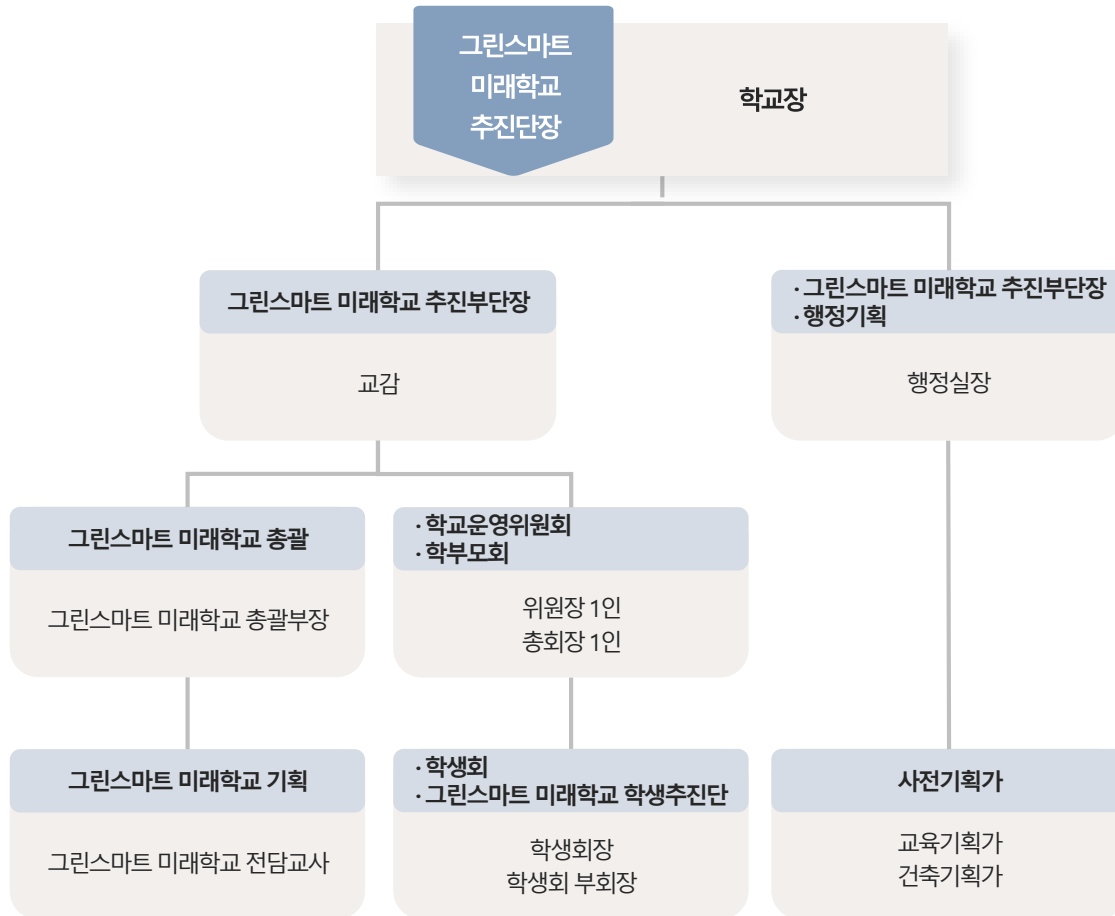 그린스마트
미래학교
추진단장
학교장
그린스마트 미래학교 추진부단장
교감
· 그린스마트 미래학교 추진부단장
· 행정기획
행정실장
그린스마트 미래학교 총괄
그린스마트 미래학교 총괄부장
· 학교운영위원회
· 학부모회
위원장 1인
총회장 1인
그린스마트 미래학교 기획
그린스마트 미래학교 전담교사
· 학생회
· 그린스마트 미래학교 학생추진단
학생회장
학생회 부회장
사전기획가
교육기획가
건축기획가